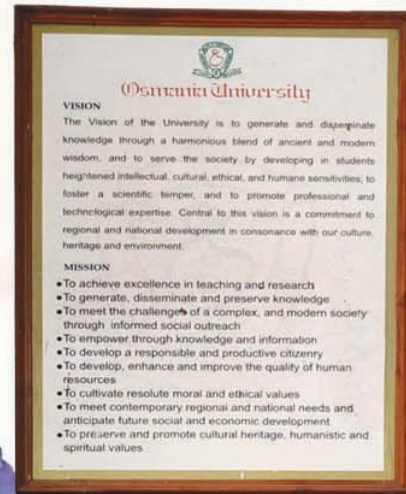 Osmania University
VISION
The Vision of the University is to generate and disseminate
knowledge through a harmonious blend of ancient and modern
wisdom, and to serve the society by developing in students
heightened intellectual, cultural, ethical, and humane sensitivities; to
foster a scientific temper, and to promote professional and
technological expertise. Central to this vision is a commitment to
regional and national development in consonance with our culture,
heritage and environment.
MISSION
•To achieve excellence in teaching and research
•To generate, disseminate and preserve knowledge
•To meet the challenges of a complex, and modern society
through informed social outreach
•To empower through knowledge and information
•To develop a responsible and productive citizenry
•To develop, enhance and improve the quality of human
resources
•To cultivate resolute moral and ethical values
•To meet contemporary regional and national needs and
anticipate future social and economic development
•To preserve and promote cultural heritage, humanistic and
spiritual values